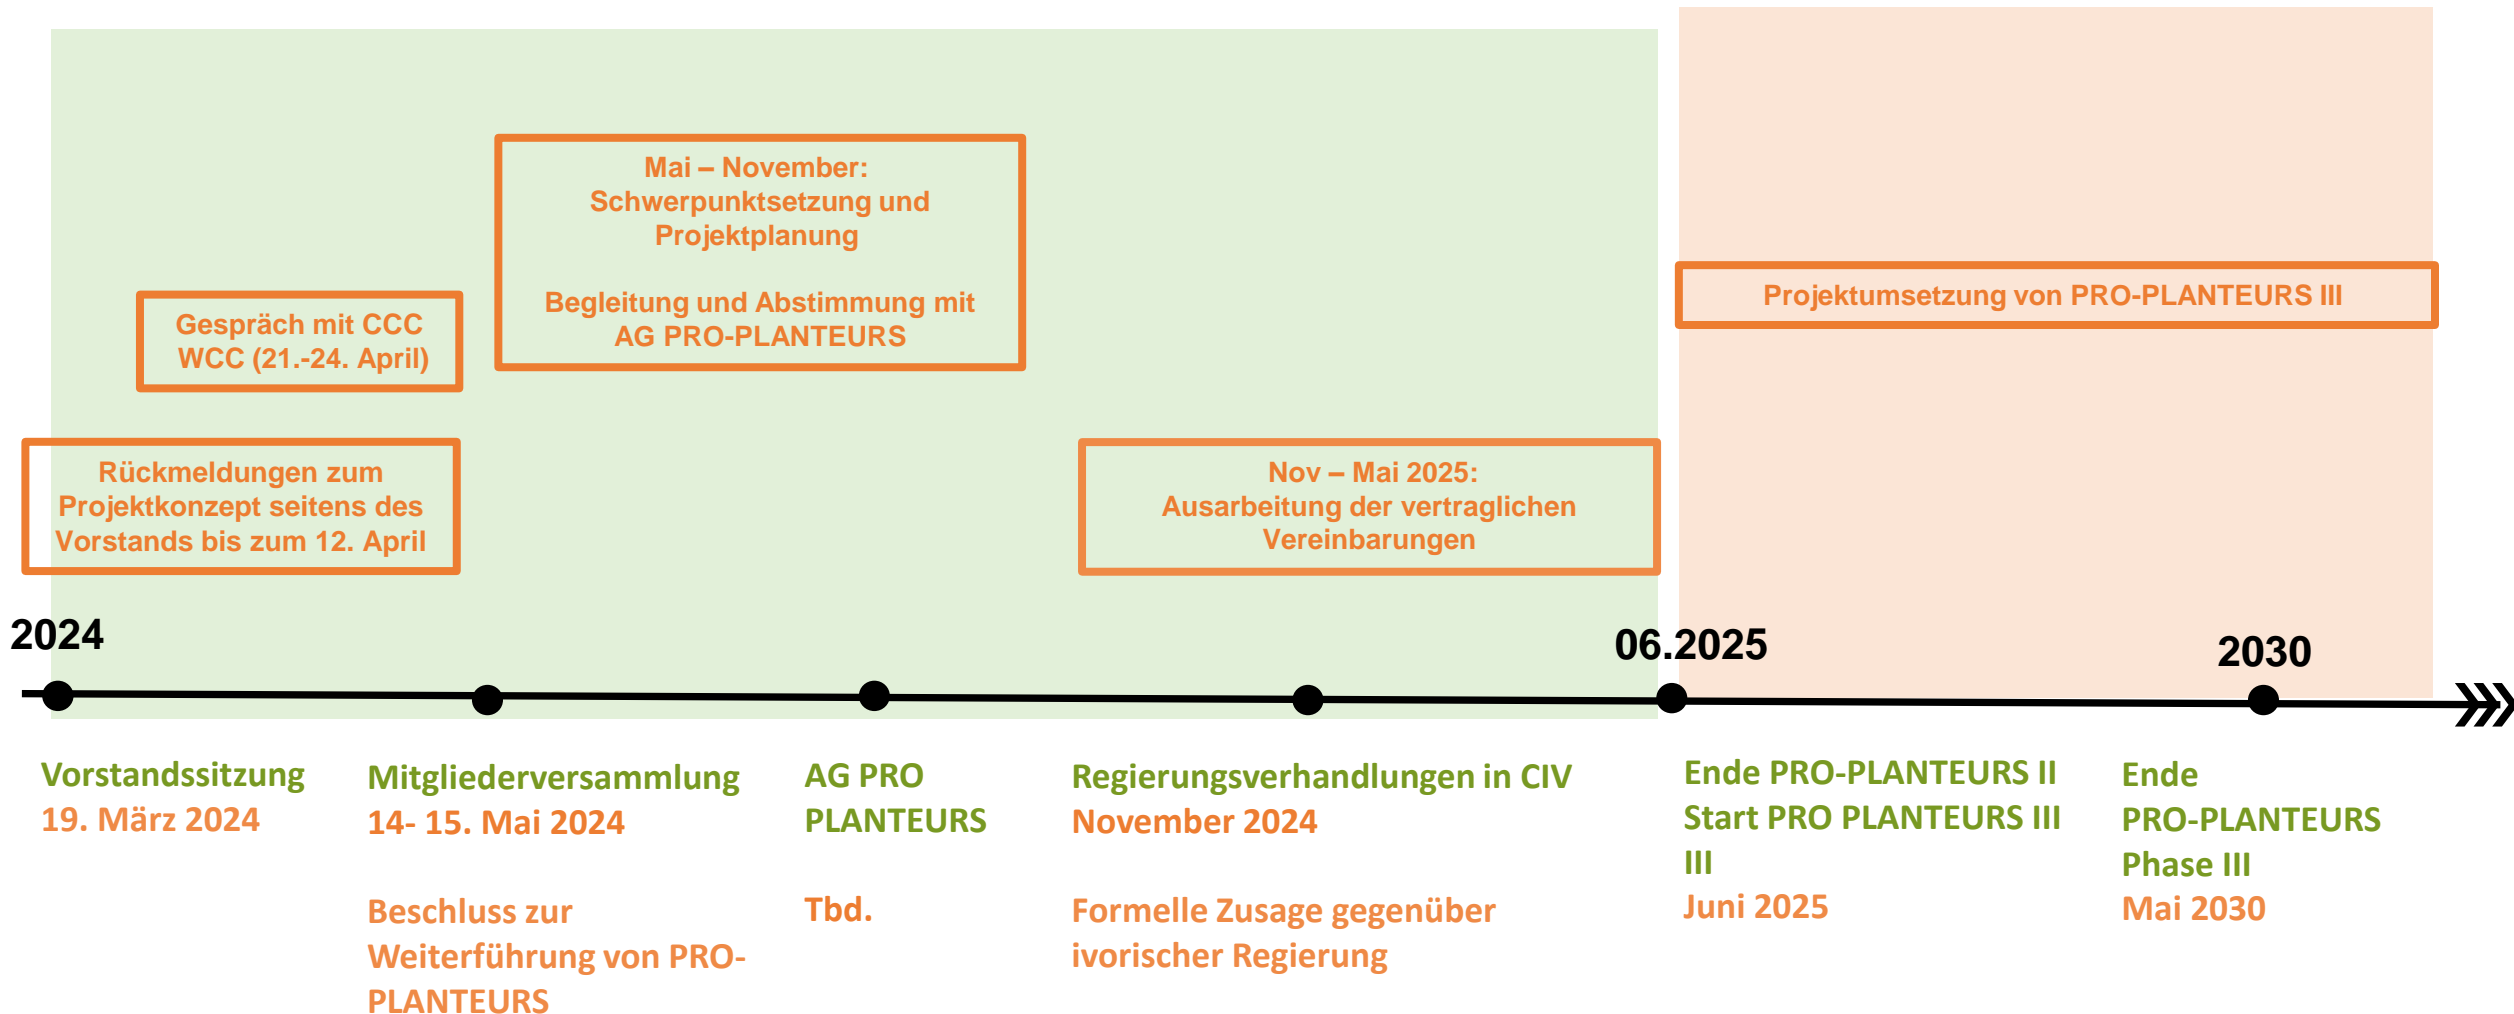 Mai – November:
Schwerpunktsetzung und
Projektplanung
Begleitung und Abstimmung mit
AG PRO-PLANTEURS
Gespräch mit CCC
WCC (21.-24. April)
Projektumsetzung von PRO-PLANTEURS III
Rückmeldungen zum
Projektkonzept seitens des
Vorstands bis zum 12. April
Nov – Mai 2025:
Ausarbeitung der vertraglichen
Vereinbarungen
2024
06.2025
2030
Vorstandssitzung
19. März 2024
Mitgliederversammlung
14- 15. Mai 2024
Beschluss zur
Weiterführung von PRO-
PLANTEURS
AG PRO
PLANTEURS
Tbd.
Regierungsverhandlungen in CIV
November 2024
Formelle Zusage gegenüber
ivorischer Regierung
Ende PRO-PLANTEURS II
Start PRO PLANTEURS III
III
Juni 2025
Ende
PRO-PLANTEURS
Phase III
Mai 2030